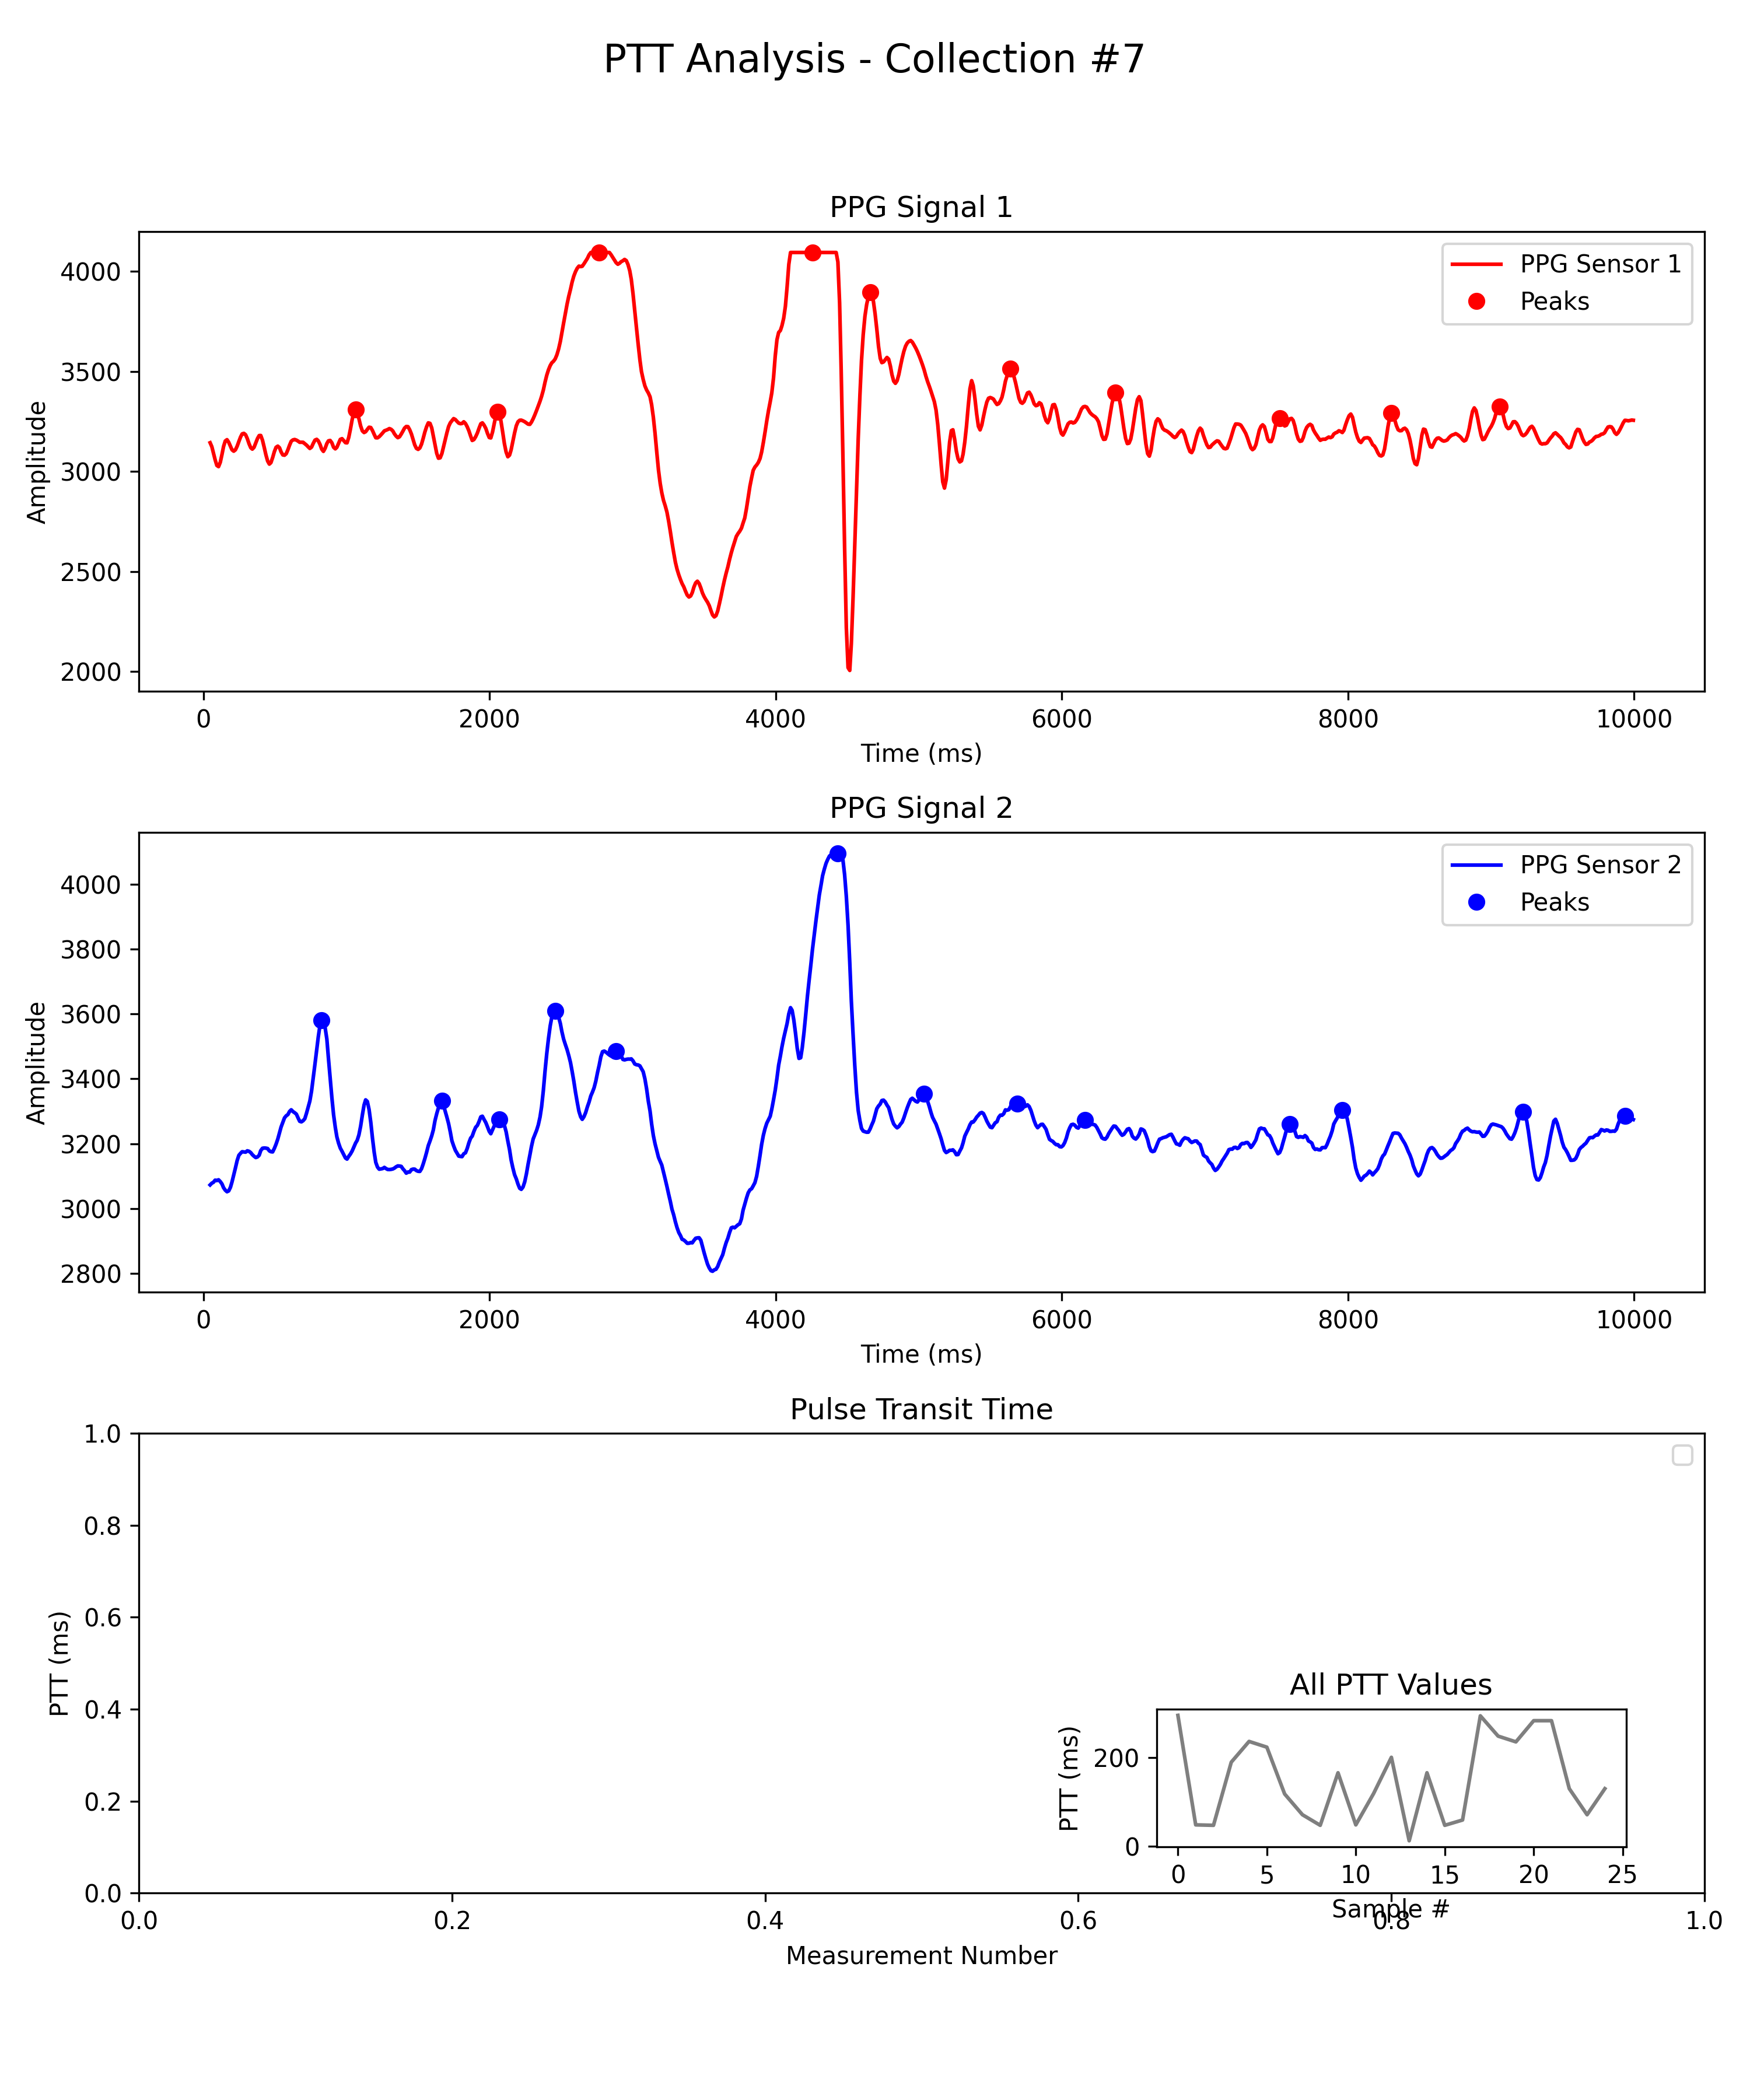 PTT Analysis - Collection #7
PPG Signal 1
PPG Sensor 1
Peaks
Amplitude
4000
3500
3000
2500
2000
0 2000 4000 6000 8000 10000
Time (ms)
PPG Signal 2
PPG Sensor 2
Peaks
Amplitude
4000
3800
3600
3400
3200
3000
2800
0 2000 4000 6000 8000 10000
Time (ms)
Pulse Transit Time
PTT (ms)
1.0
0.8
0.6
0.4
0.2
0.0
All PTT Values
PTT (ms)
200
0
0 5 10 15 20 25
Sample #
0.0 0.2 0.4 0.6 0.8 1.0
Measurement Number